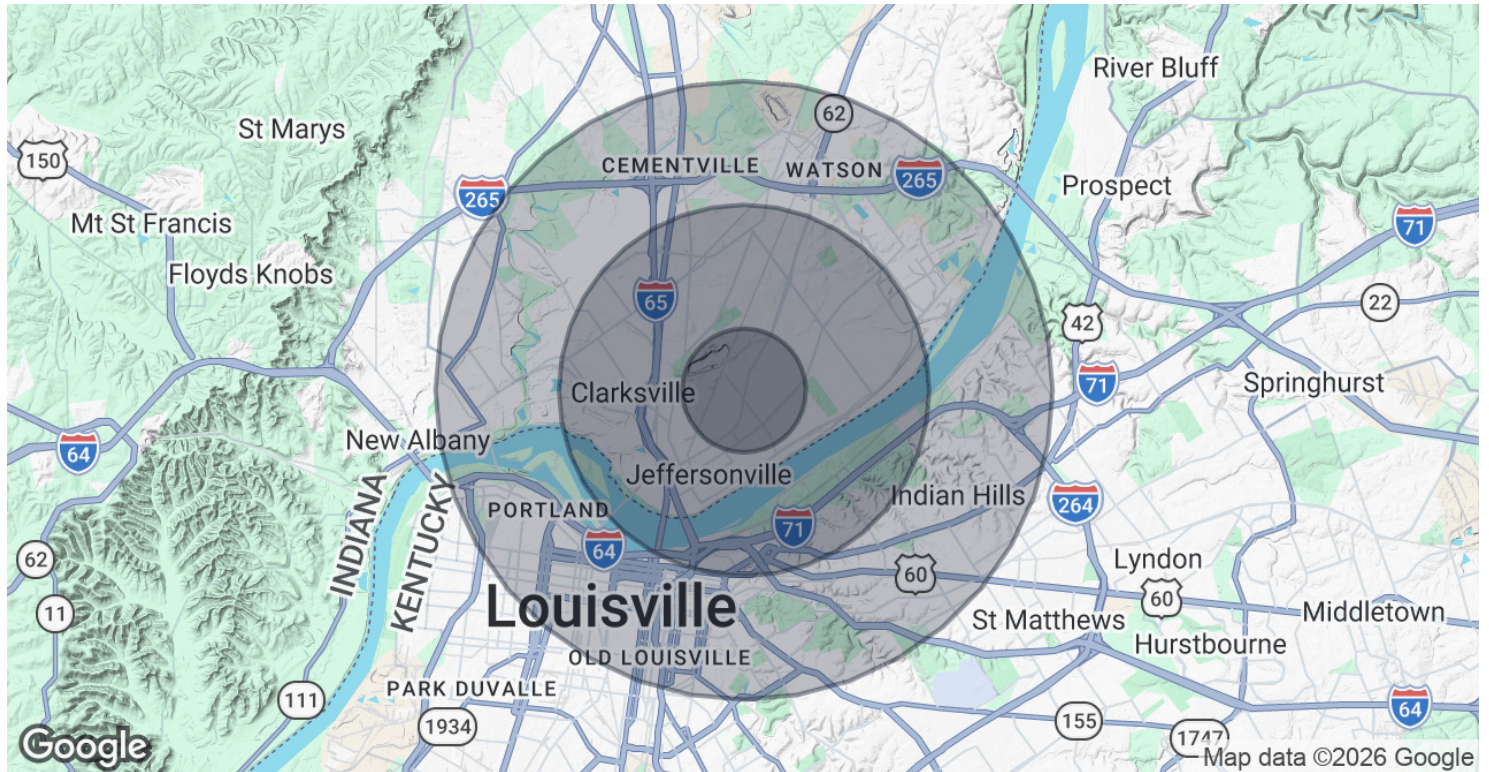 River Bluff
62
St Marys
150
CEMENTVILLE
WATSON
265
265
Prospect
Mt St Francis
71
Floyds Knobs
65
22
42
Clarksville
71
Springhurst
New Albany
64
Jeffersonville
Indian Hills
INDIANA
KENTUCKY
PORTLAND
264
71
64
62
60
Lyndon
60
11
Louisville
St Matthews
Middletown
Hurstbourne
OLD LOUISVILLE
PARK DUVALLE
111
64
1934
155
1747
Google
Map data ©2026 Google